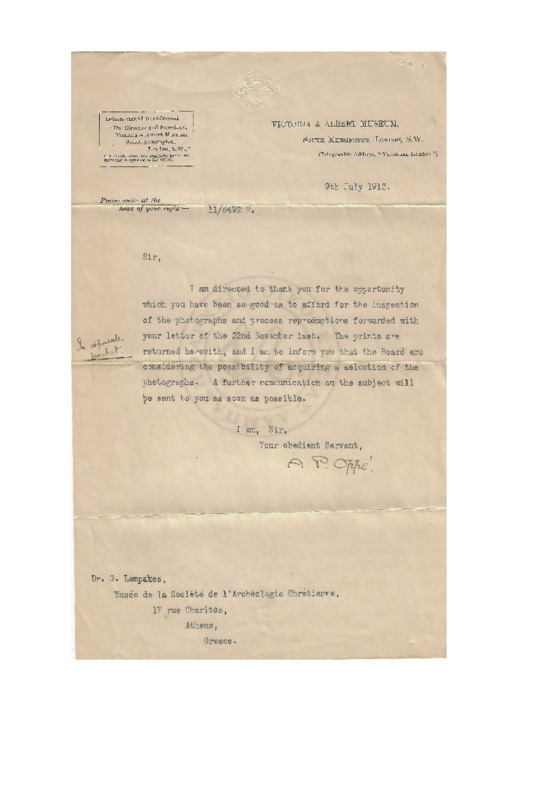 Letters should be addressed:—
The Director and Secretary,
Victoria & Albert Museum,
South Kensington,
London, S.W.,"
VICTORIA & ALBERT MUSEUM,
SOUTH KENSINGTON, LONDON, S.W.
(Telegraphic Address, "Vicalmus, London")
9th July 1912.
Please write at the
head of your reply:—
11/6492 M.
Sir,
I am directed to thank you for the opportunity
which you have been so good as to afford for the inspection
of the photographs and process reproductions forwarded with
your letter of the 22nd November last. The prints are
In separate
packet.
returned herewith, and I am to inform you that the Board are
considering the possibility of acquiring a selection of the
photographs. A further communication on the subject will
be sent to you as soon as possible.
I am, Sir,
Your obedient Servant,
A. P. Oppé.
Dr. G. Lampakes,
Musée de la Société de l'Archéologie Chrétienne,
17 rue Charitos,
Athens,
Greece.